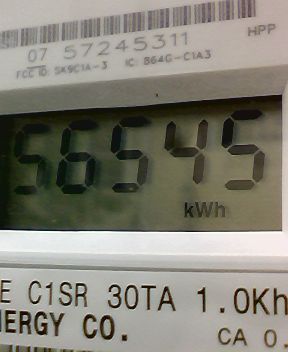 07 57245311
HPP
FCC ID: SK9C1A-3 IC: 864G-C1A3
56545
kWh
E C1SR 30TA 1.0Kh
NERGY CO.
CA 0.